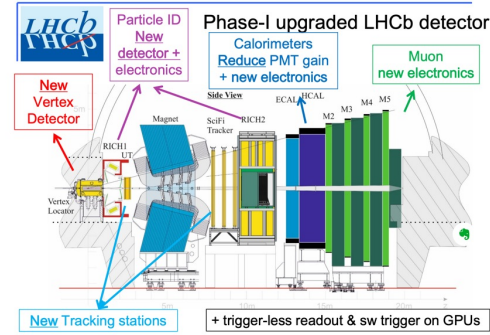 LHCb
LHCb
Phase-I upgraded LHCb detector
Particle ID
New
detector +
electronics
Calorimeters
Reduce PMT gain
+ new electronics
Muon
new electronics
New
Vertex
Detector
Side View
ECAL
HCAL
M2
M3
M4
M5
Magnet
SciFi
Tracker
RICH2
RICH1
UT
Vertex
Locator
New Tracking stations
5m
10m
15m
20m
+ trigger-less readout & sw trigger on GPUs